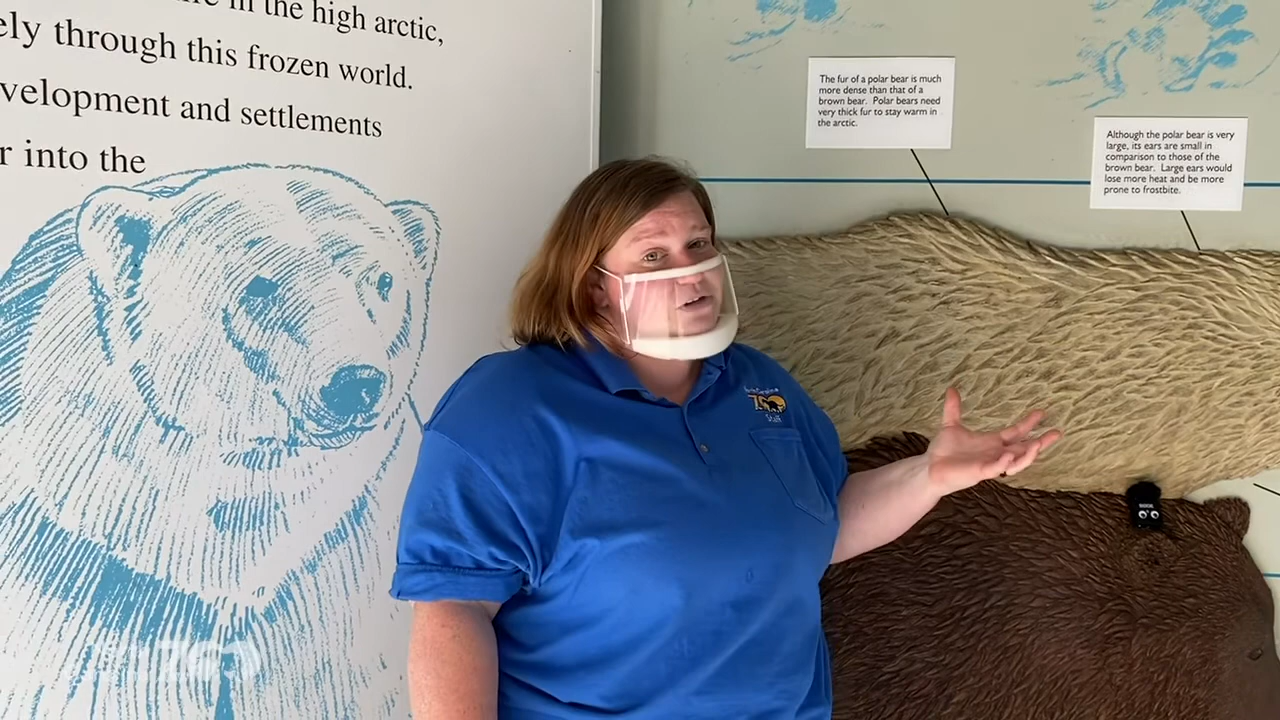 in the high arctic,
ely through this frozen world.
velopment and settlements
r into the
The fur of a polar bear is much
more dense than that of a
brown bear. Polar bears need
very thick fur to stay warm in
the arctic.
Although the polar bear is very
large, its ears are small in
comparison to those of the
brown bear. Large ears would
lose more heat and be more
prone to frostbite.
North Carolina
ZOO
Staff